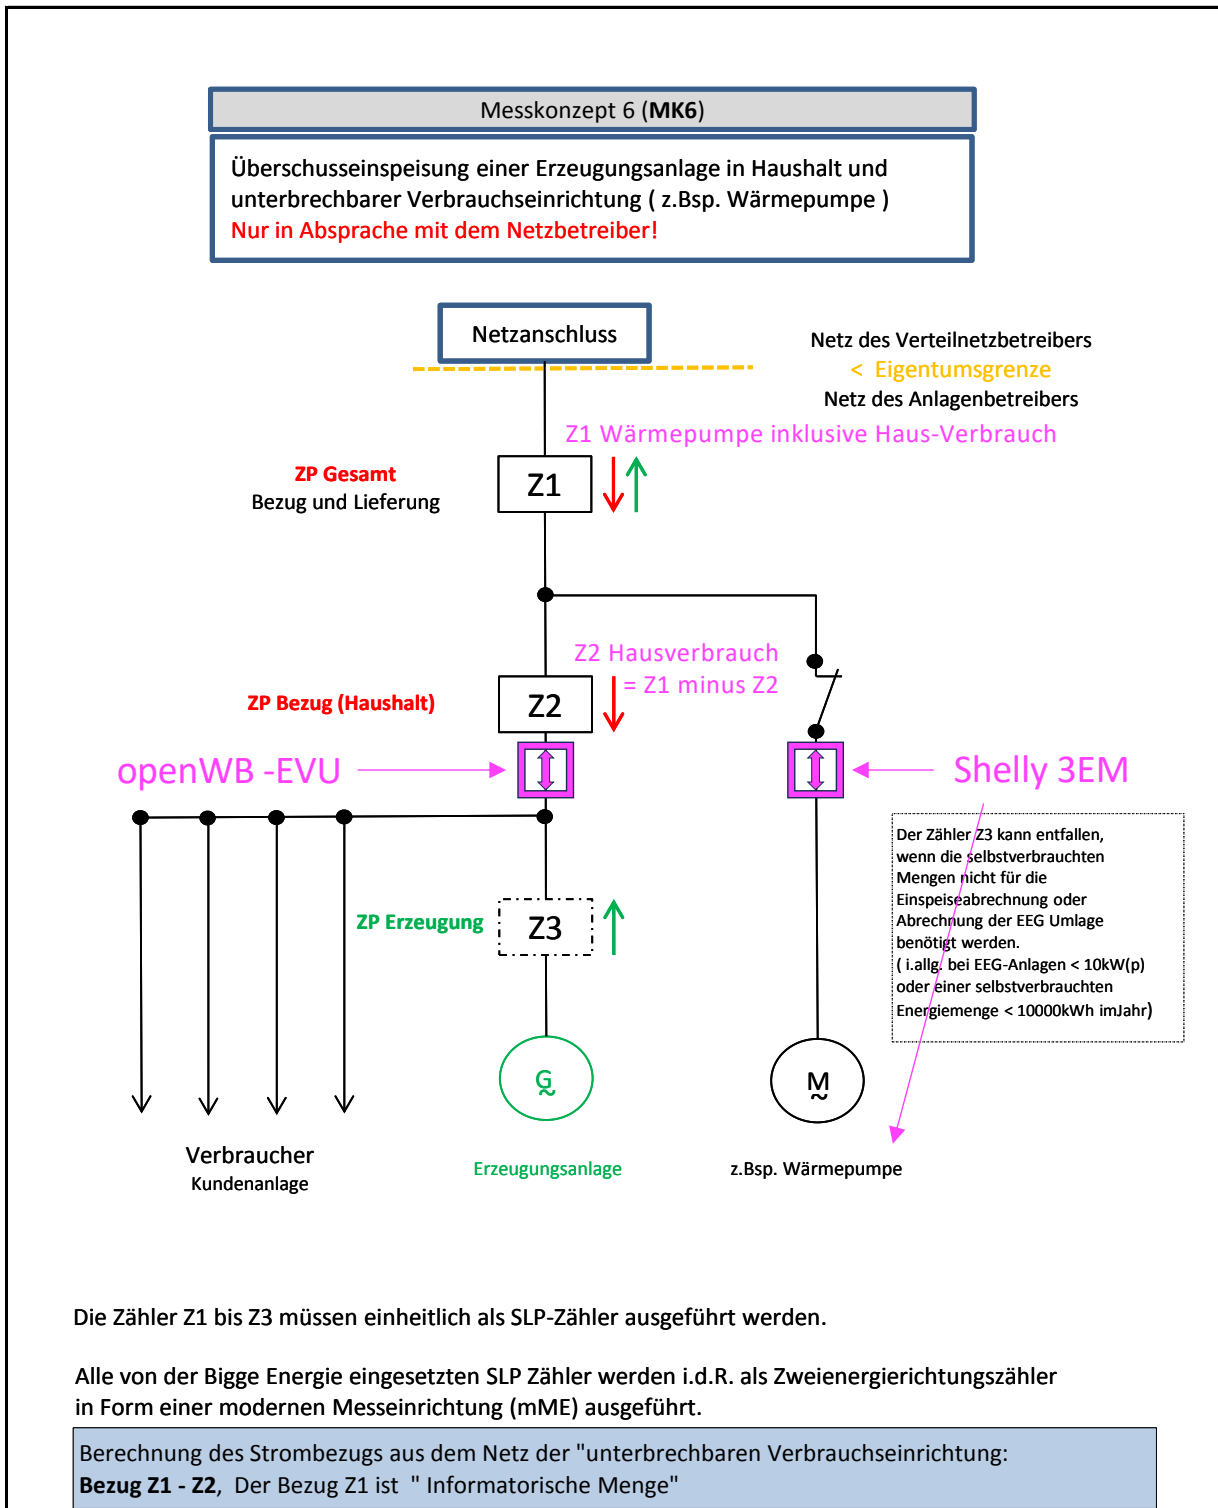 Messkonzept 6 (MK6)
Überschusseinspeisung einer Erzeugungsanlage in Haushalt und
unterbrechbarer Verbrauchseinrichtung ( z.Bsp. Wärmepumpe )
Nur in Absprache mit dem Netzbetreiber!
Netzanschluss
Netz des Verteilnetzbetreibers
< Eigentumsgrenze
Netz des Anlagenbetreibers
Z1 Wärmepumpe inklusive Haus-Verbrauch
ZP Gesamt
Bezug und Lieferung
Z1
Z2 Hausverbrauch
= Z1 minus Z2
ZP Bezug (Haushalt)
Z2
openWB -EVU
Shelly 3EM
Der Zähler Z3 kann entfallen,
wenn die selbstverbrauchten
Mengen nicht für die
Einspeiseabrechnung oder
Abrechnung der EEG Umlage
benötigt werden.
( i.allg. bei EEG-Anlagen < 10kW(p)
oder einer selbstverbrauchten
Energiemenge < 10000kWh imJahr)
ZP Erzeugung
Z3
G
~
M
~
Verbraucher
Kundenanlage
Erzeugungsanlage
z.Bsp. Wärmepumpe
Die Zähler Z1 bis Z3 müssen einheitlich als SLP-Zähler ausgeführt werden.
Alle von der Bigge Energie eingesetzten SLP Zähler werden i.d.R. als Zweienergierichtungszähler
in Form einer modernen Messeinrichtung (mME) ausgeführt.
Berechnung des Strombezugs aus dem Netz der "unterbrechbaren Verbrauchseinrichtung:
Bezug Z1 - Z2, Der Bezug Z1 ist " Informatorische Menge"